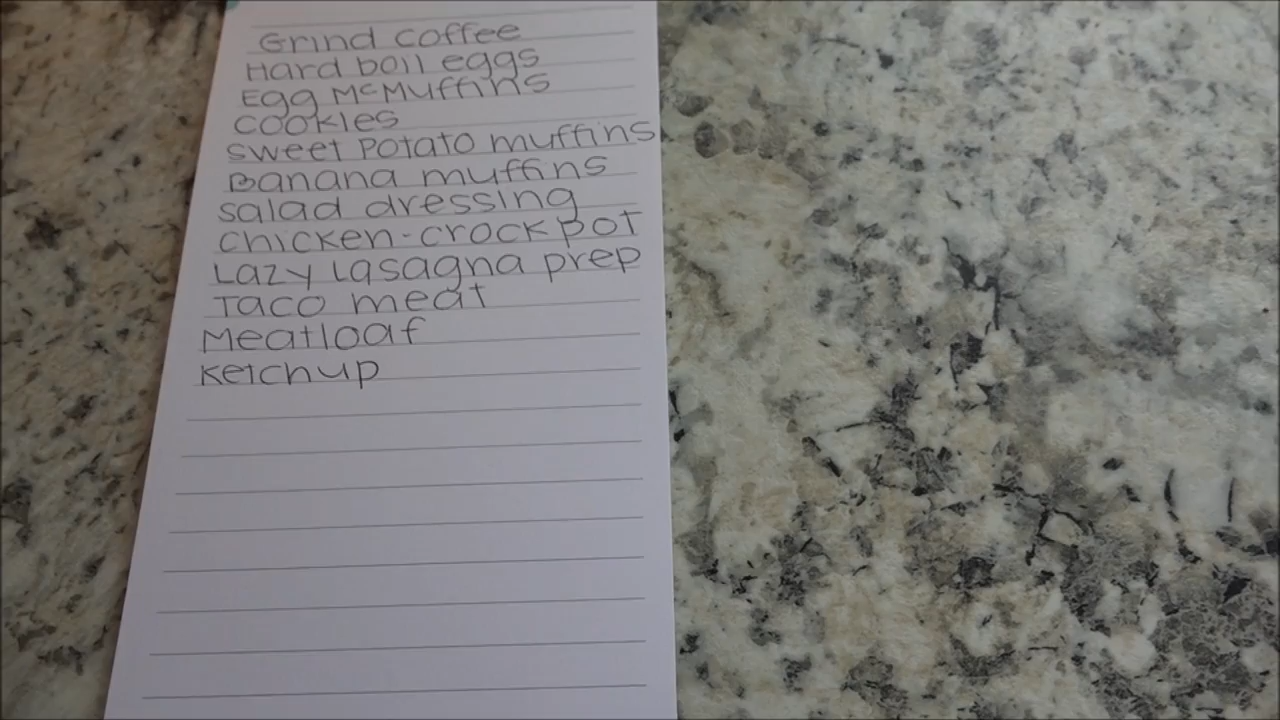 Grind coffee
Hard boil eggs
Egg McMuffins
cookies
sweet potato muffins
Banana muffins
salad dressing
chicken-crockpot
Lazy Lasagna prep
Taco meat
Meatloaf
ketchup